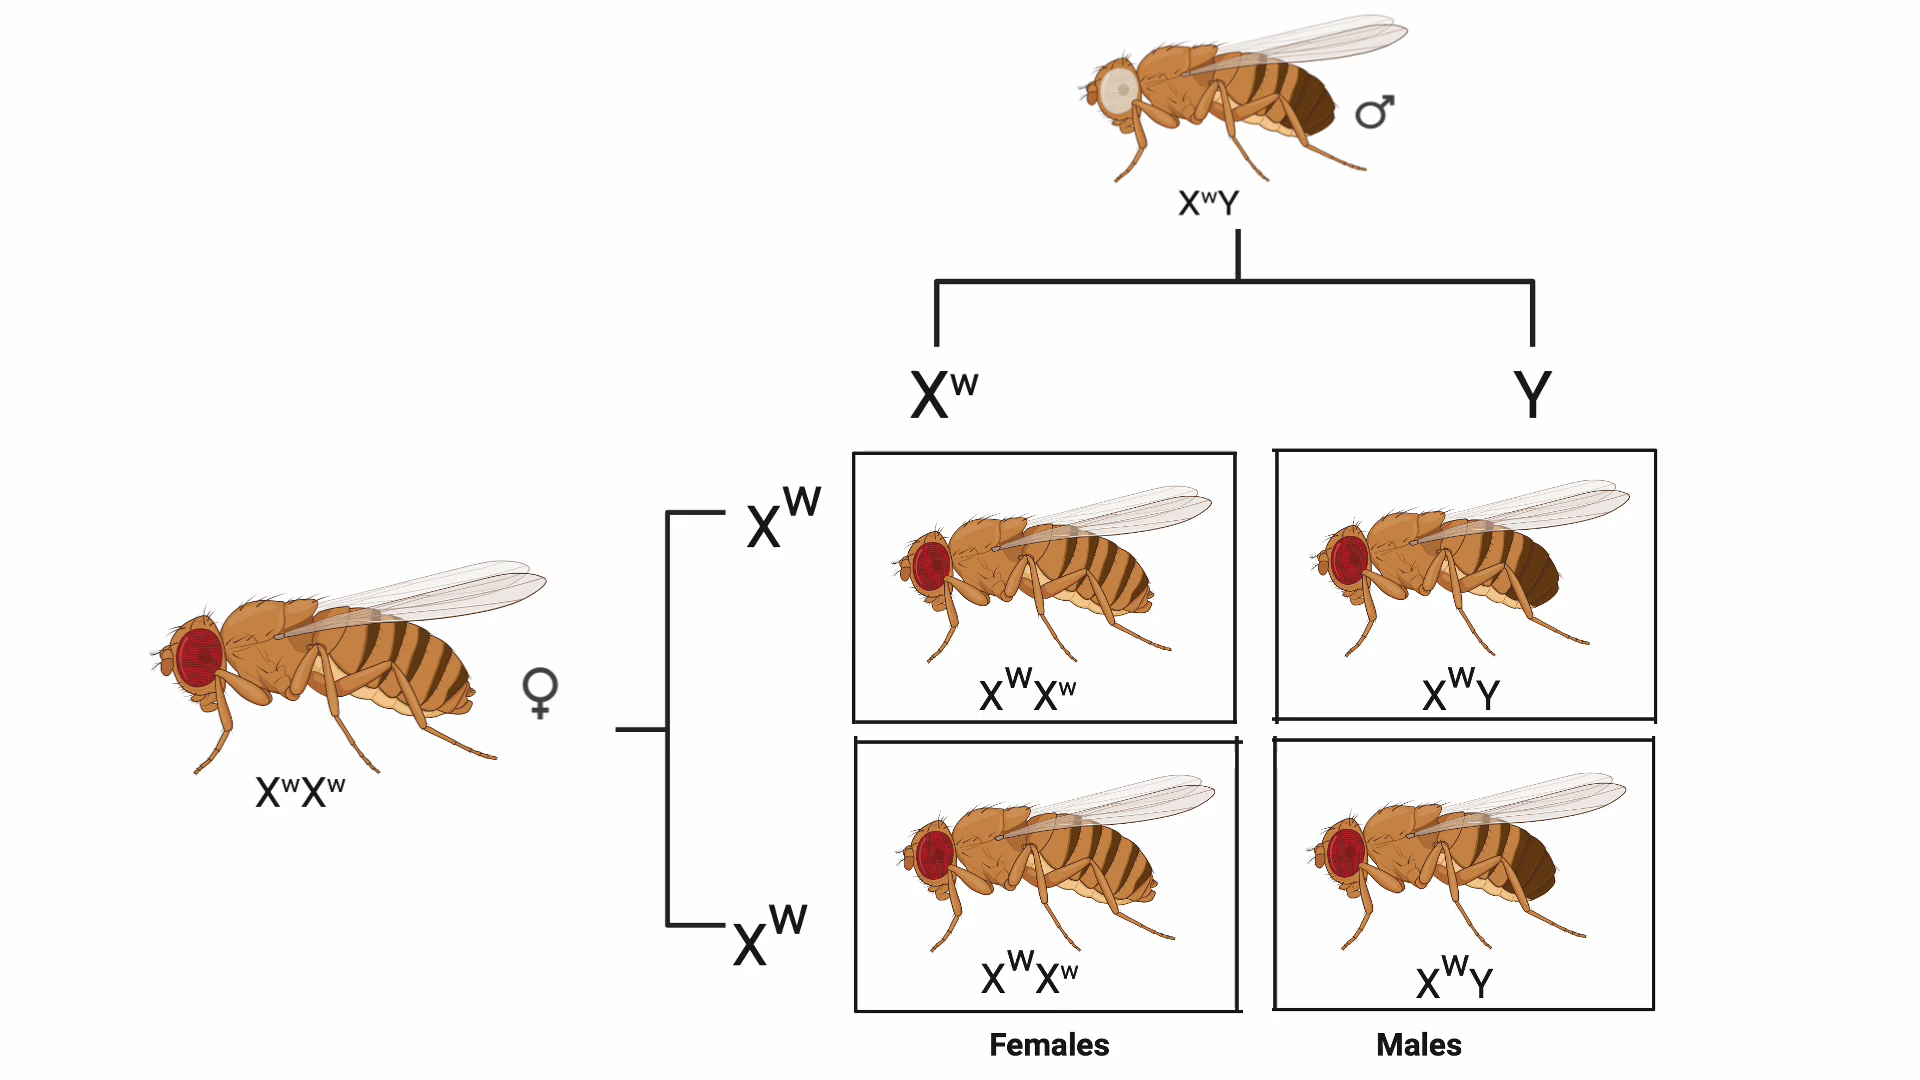 ♂
XʷY
Xʷ Y
Xᵂ
XᵂXʷ XᵂY
♀
XʷXʷ
Xᵂ
XᵂXʷ XᵂY
Females Males